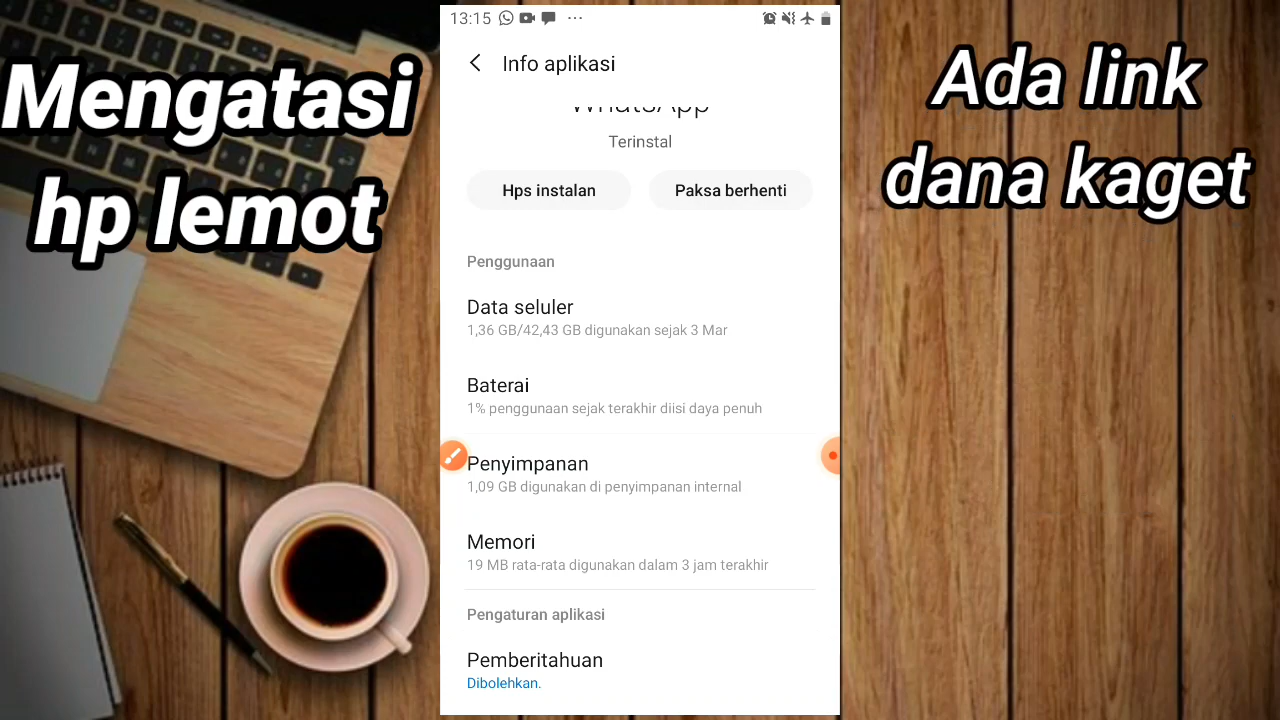 Mengatasi
hp lemot
Ada link
dana kaget
13:15
Info aplikasi
WhatsApp
Terinstal
Hps instalan
Paksa berhenti
Penggunaan
Data seluler
1,36 GB/42,43 GB digunakan sejak 3 Mar
Baterai
1% penggunaan sejak terakhir diisi daya penuh
Penyimpanan
1,09 GB digunakan di penyimpanan internal
Memori
19 MB rata-rata digunakan dalam 3 jam terakhir
Pengaturan aplikasi
Pemberitahuan
Dibolehkan.